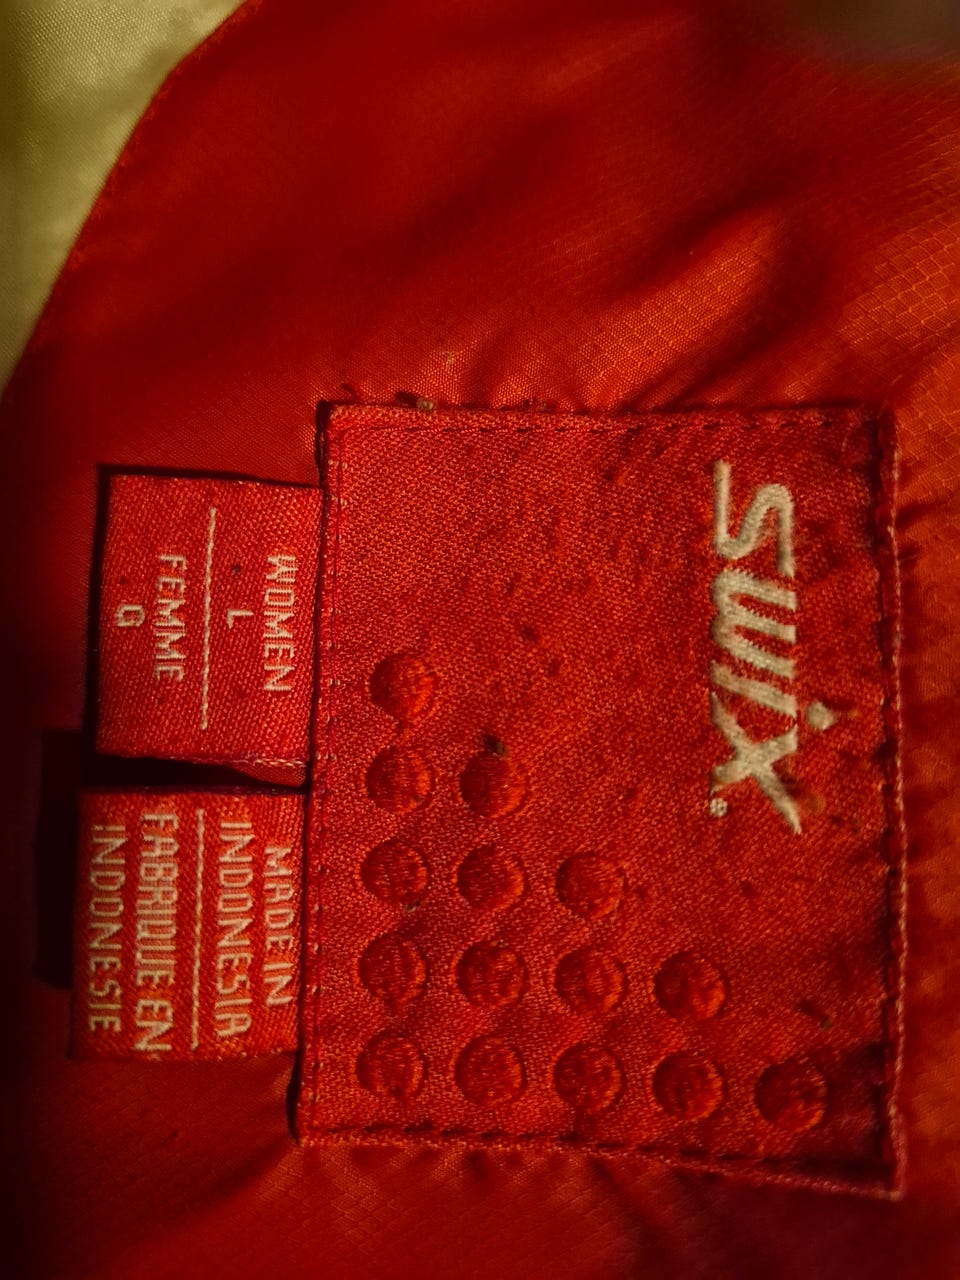 SWIX®
WOMEN
L
FEMME
G
MADE IN
INDONESIA
FABRIQUE EN
INDONESIE